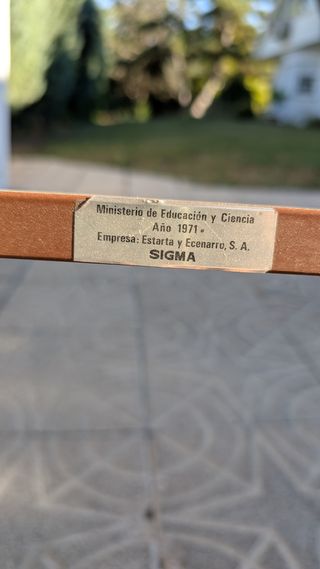 Ministerio de Educación y Ciencia
Año 1971.
Empresa: Estarta y Ecenarro, S. A.
SIGMA